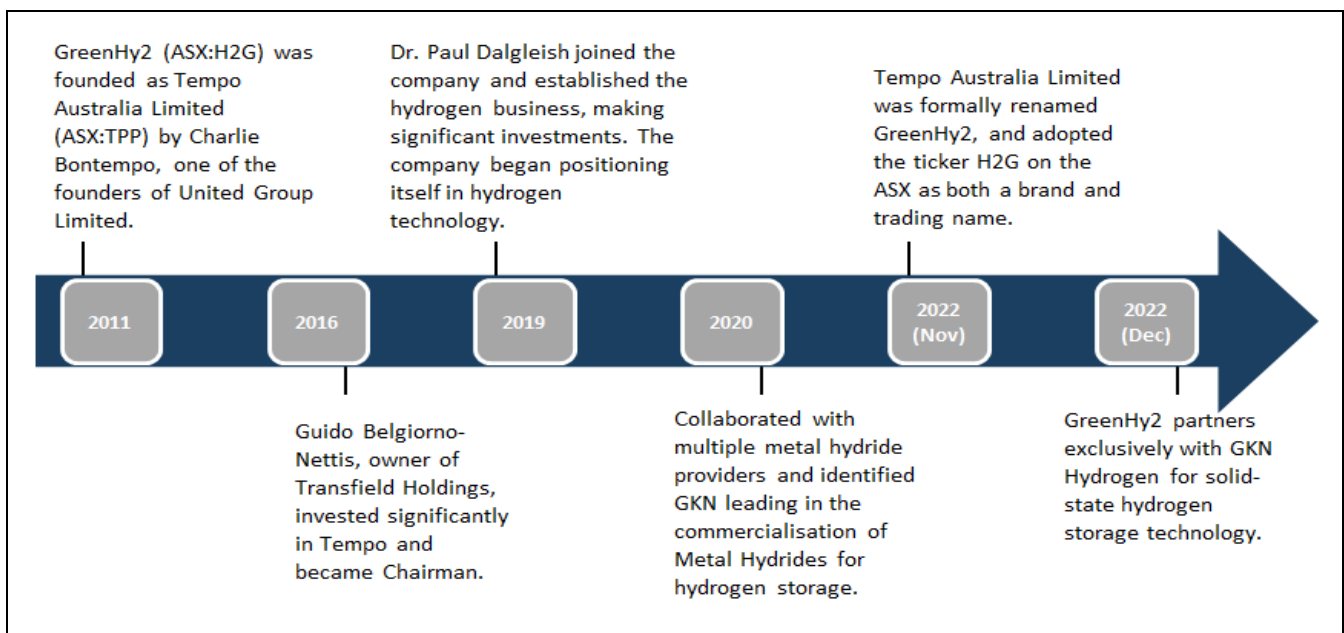 GreenHy2 (ASX:H2G) was
founded as Tempo
Australia Limited
(ASX:TPP) by Charlie
Bontempo, one of the
founders of United Group
Limited.
Dr. Paul Dalgleish joined the
company and established the
hydrogen business, making
significant investments. The
company began positioning
itself in hydrogen
technology.
Tempo Australia Limited
was formally renamed
GreenHy2, and adopted
the ticker H2G on the
ASX as both a brand and
trading name.
2011
2016
2019
2020
2022
(Nov)
2022
(Dec)
Guido Belgiorno-
Nettis, owner of
Transfield Holdings,
invested significantly
in Tempo and
became Chairman.
Collaborated with
multiple metal hydride
providers and identified
GKN leading in the
commercialisation of
Metal Hydrides for
hydrogen storage.
GreenHy2 partners
exclusively with GKN
Hydrogen for solid-
state hydrogen
storage technology.